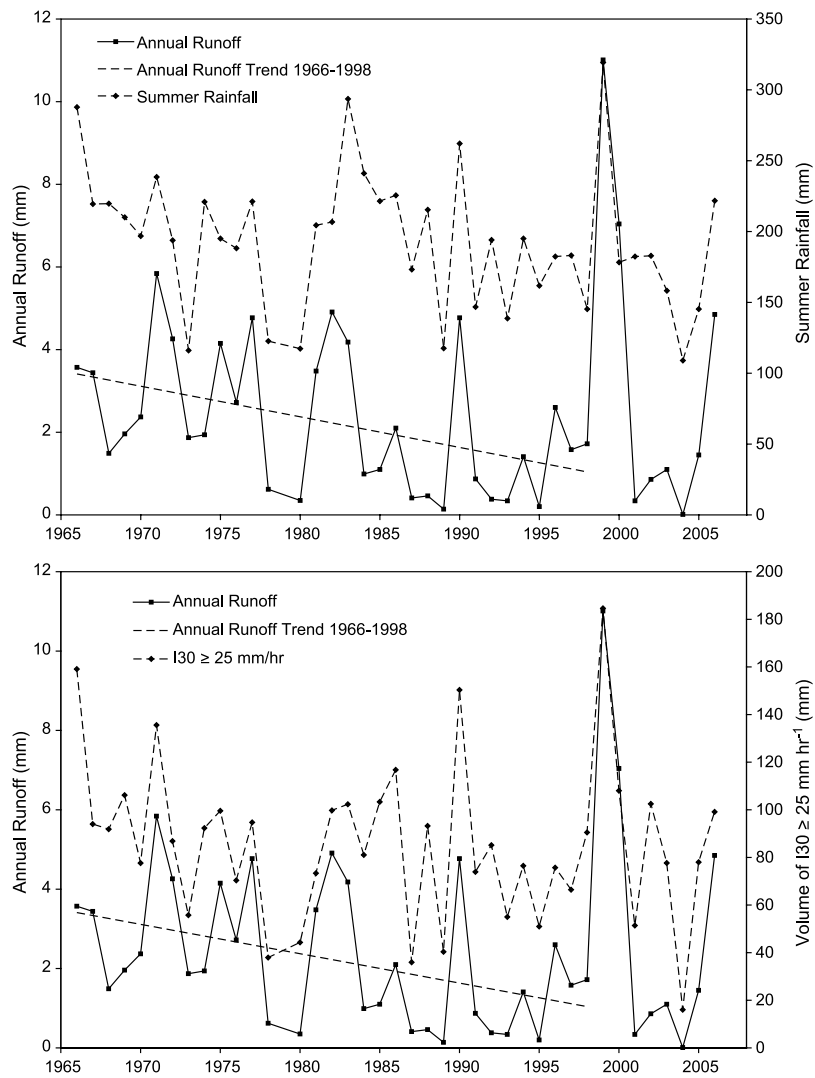 12
10
8
6
4
2
0
Annual Runoff (mm)
Annual Runoff
Annual Runoff Trend 1966-1998
Summer Rainfall
350
300
250
200
150
100
50
0
Summer Rainfall (mm)
1965 1970 1975 1980 1985 1990 1995 2000 2005
12
10
8
6
4
2
0
Annual Runoff (mm)
Annual Runoff
Annual Runoff Trend 1966-1998
I30 ≥ 25 mm/hr
200
180
160
140
120
100
80
60
40
20
0
Volume of I30 ≥ 25 mm hr⁻¹ (mm)
1965 1970 1975 1980 1985 1990 1995 2000 2005